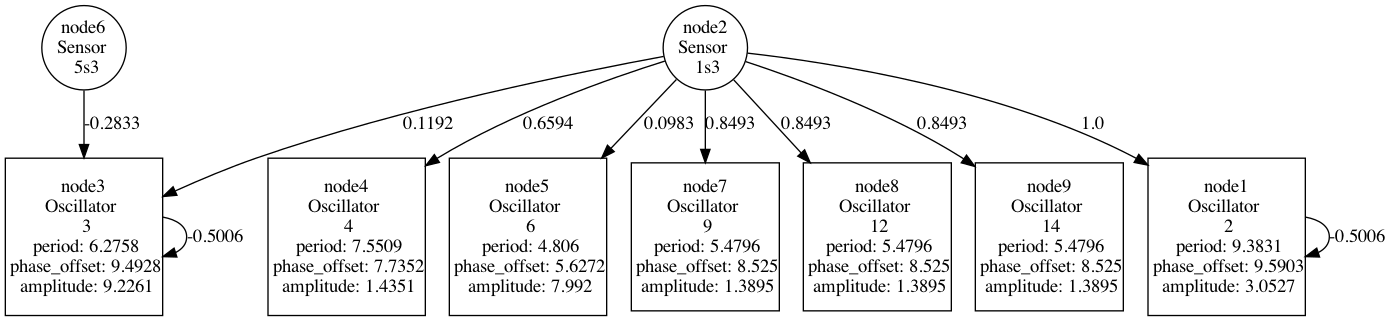 node6
Sensor
5s3
node2
Sensor
1s3
-0.2833
0.1192
0.6594
0.0983
0.8493
0.8493
0.8493
1.0
node3
Oscillator
3
period: 6.2758
phase_offset: 9.4928
amplitude: 9.2261
-0.5006
node4
Oscillator
4
period: 7.5509
phase_offset: 7.7352
amplitude: 1.4351
node5
Oscillator
6
period: 4.806
phase_offset: 5.6272
amplitude: 7.992
node7
Oscillator
9
period: 5.4796
phase_offset: 8.525
amplitude: 1.3895
node8
Oscillator
12
period: 5.4796
phase_offset: 8.525
amplitude: 1.3895
node9
Oscillator
14
period: 5.4796
phase_offset: 8.525
amplitude: 1.3895
node1
Oscillator
2
period: 9.3831
phase_offset: 9.5903
amplitude: 3.0527
-0.5006